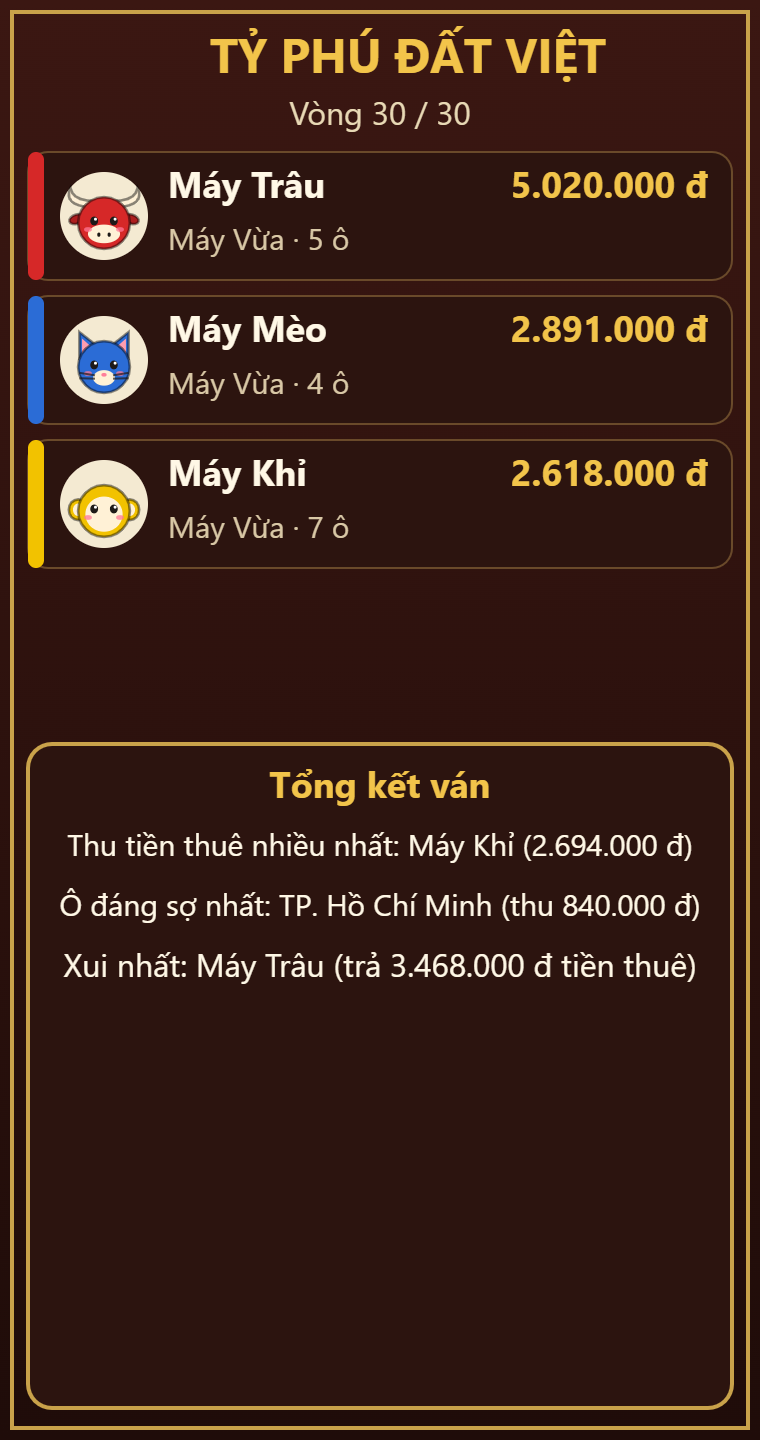 TỶ PHÚ ĐẤT VIỆT
Vòng 30 / 30
Máy Trâu
5.020.000 đ
Máy Vừa · 5 ô
Máy Mèo
2.891.000 đ
Máy Vừa · 4 ô
Máy Khỉ
2.618.000 đ
Máy Vừa · 7 ô
Tổng kết ván
Thu tiền thuê nhiều nhất: Máy Khỉ (2.694.000 đ)
Ô đáng sợ nhất: TP. Hồ Chí Minh (thu 840.000 đ)
Xui nhất: Máy Trâu (trả 3.468.000 đ tiền thuê)